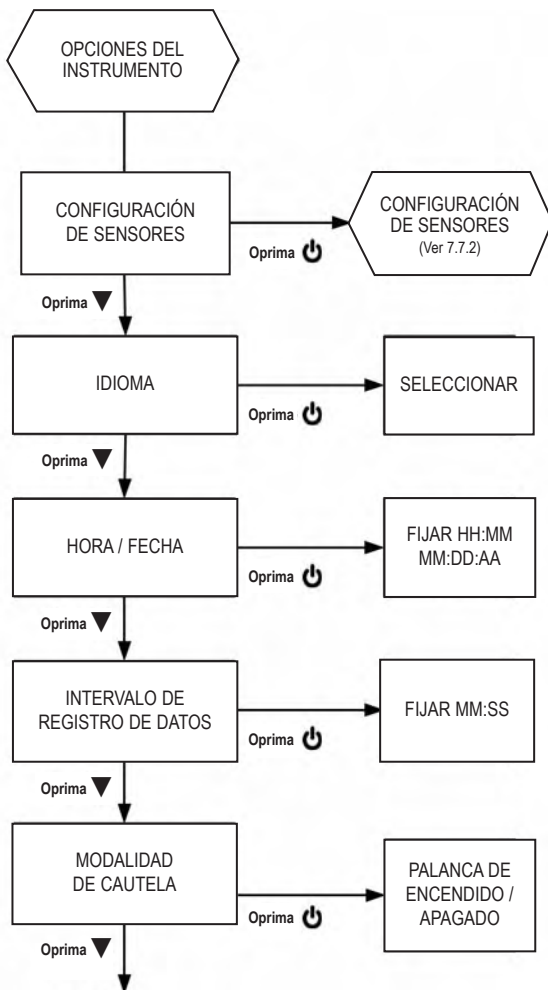 OPCIONES DEL
INSTRUMENTO
CONFIGURACIÓN
DE SENSORES
Oprima
CONFIGURACIÓN
DE SENSORES
(Ver 7.7.2)
Oprima ▼
IDIOMA
Oprima
SELECCIONAR
Oprima ▼
HORA / FECHA
Oprima
FIJAR HH:MM
MM:DD:AA
Oprima ▼
INTERVALO DE
REGISTRO DE DATOS
Oprima
FIJAR MM:SS
Oprima ▼
MODALIDAD
DE CAUTELA
Oprima
PALANCA DE
ENCENDIDO /
APAGADO
Oprima ▼